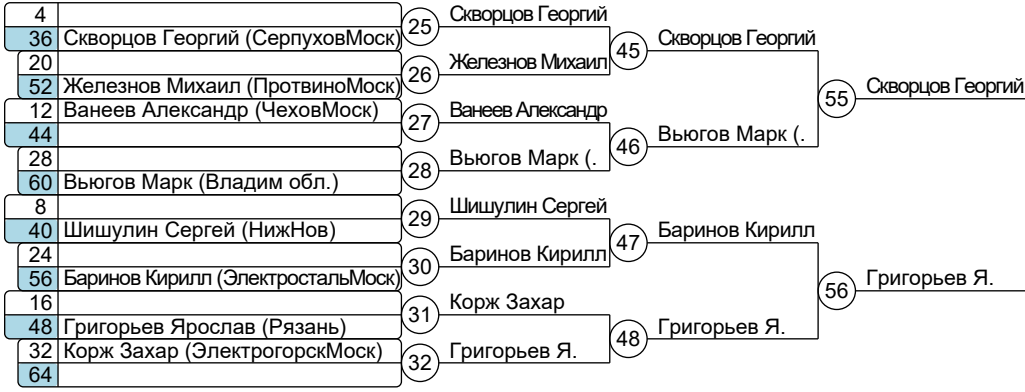 4
25
Скворцов Георгий
36 Скворцов Георгий (СерпуховМоск)
45
Скворцов Георгий
20
26
Железнов Михаил
52 Железнов Михаил (ПротвиноМоск)
55
Скворцов Георгий
12 Ванеев Александр (ЧеховМоск)
27
Ванеев Александр
44
46
Вьюгов Марк (.
28
28
Вьюгов Марк (.
60 Вьюгов Марк (Владим обл.)
8
29
Шишулин Сергей
40 Шишулин Сергей (НижНов)
47
Баринов Кирилл
24
30
Баринов Кирилл
56 Баринов Кирилл (ЭлектростальМоск)
56
Григорьев Я.
16
31
Корж Захар
48 Григорьев Ярослав (Рязань)
48
Григорьев Я.
32 Корж Захар (ЭлектрогорскМоск)
32
Григорьев Я.
64